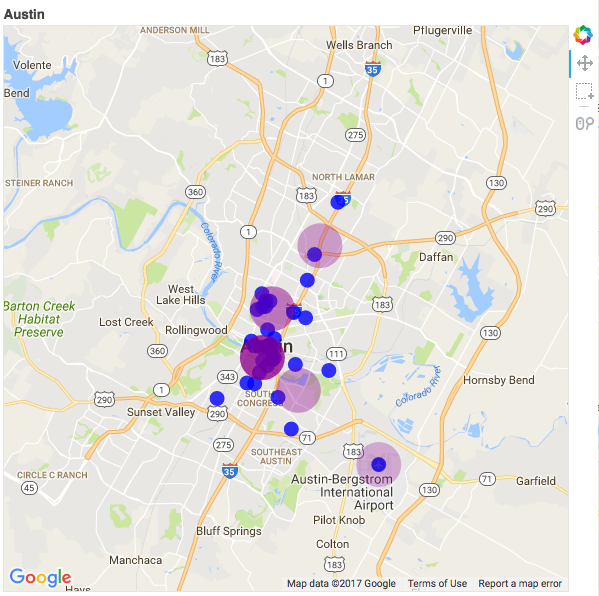 Austin
ANDERSON MILL
Pflugerville
183
Wells Branch
Volente
35
1
Bend
275
NORTH LAMAR
STEINER RANCH
130
360
183
35
290
Colorado River
1
290
Daffan
West
Lake Hills
183
Barton Creek
Habitat
Preserve
Lost Creek
Rollingwood
130
360
111
343
Colorado River
Hornsby Bend
1
290
SOUTH
CONGRESS
Sunset Valley
290
71
275
183
SOUTHEAST
AUSTIN
35
CIRCLE C RANCH
Austin-Bergstrom
International
Airport
71
Garfield
45
130
Pilot Knob
Bluff Springs
Colton
Manchaca
183
Google
Hays
Map data ©2017 Google
Terms of Use
Report a map error